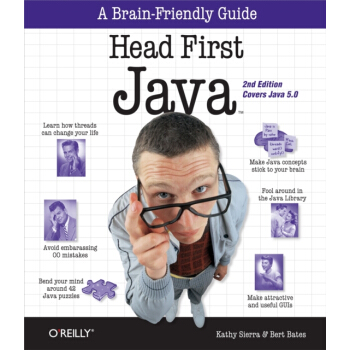 A Brain-Friendly Guide
Head First
Java
™
2nd Edition
Covers Java 5.0
Learn how threads
can change your life
Make Java concepts
stick to your brain
Fool around in
the Java Library
Avoid embarassing
OO mistakes
Bend your mind
around 42
Java puzzles
Make attractive
and useful GUIs
O'REILLY®
Kathy Sierra & Bert Bates